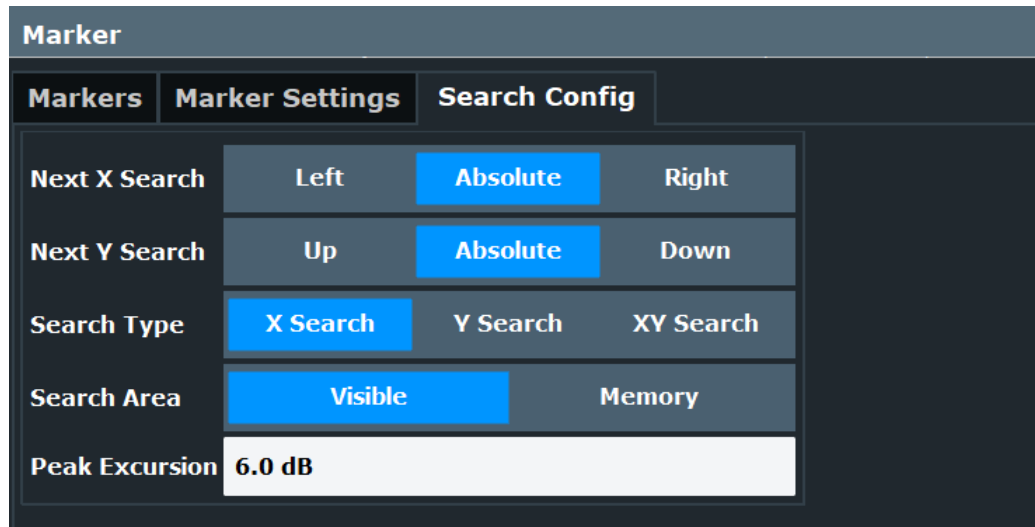 Marker
Markers Marker Settings Search Config
Next X Search Left Absolute Right
Next Y Search Up Absolute Down
Search Type X Search Y Search XY Search
Search Area Visible Memory
Peak Excursion 6.0 dB